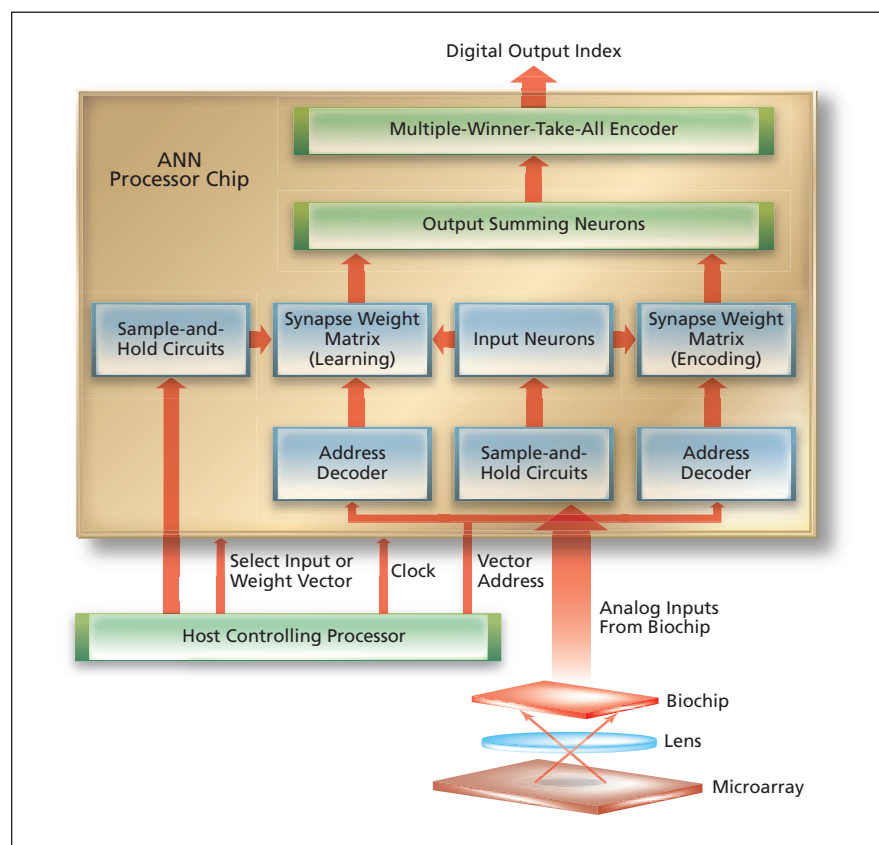 Digital Output Index
Multiple-Winner-Take-All Encoder
ANN
Processor Chip
Output Summing Neurons
Sample-and-
Hold Circuits
Synapse Weight
Matrix
(Learning)
Input Neurons
Synapse Weight
Matrix
(Encoding)
Address
Decoder
Sample-and-
Hold Circuits
Address
Decoder
Select Input or
Weight Vector
Clock
Vector
Address
Analog Inputs
From Biochip
Host Controlling Processor
Biochip
Lens
Microarray